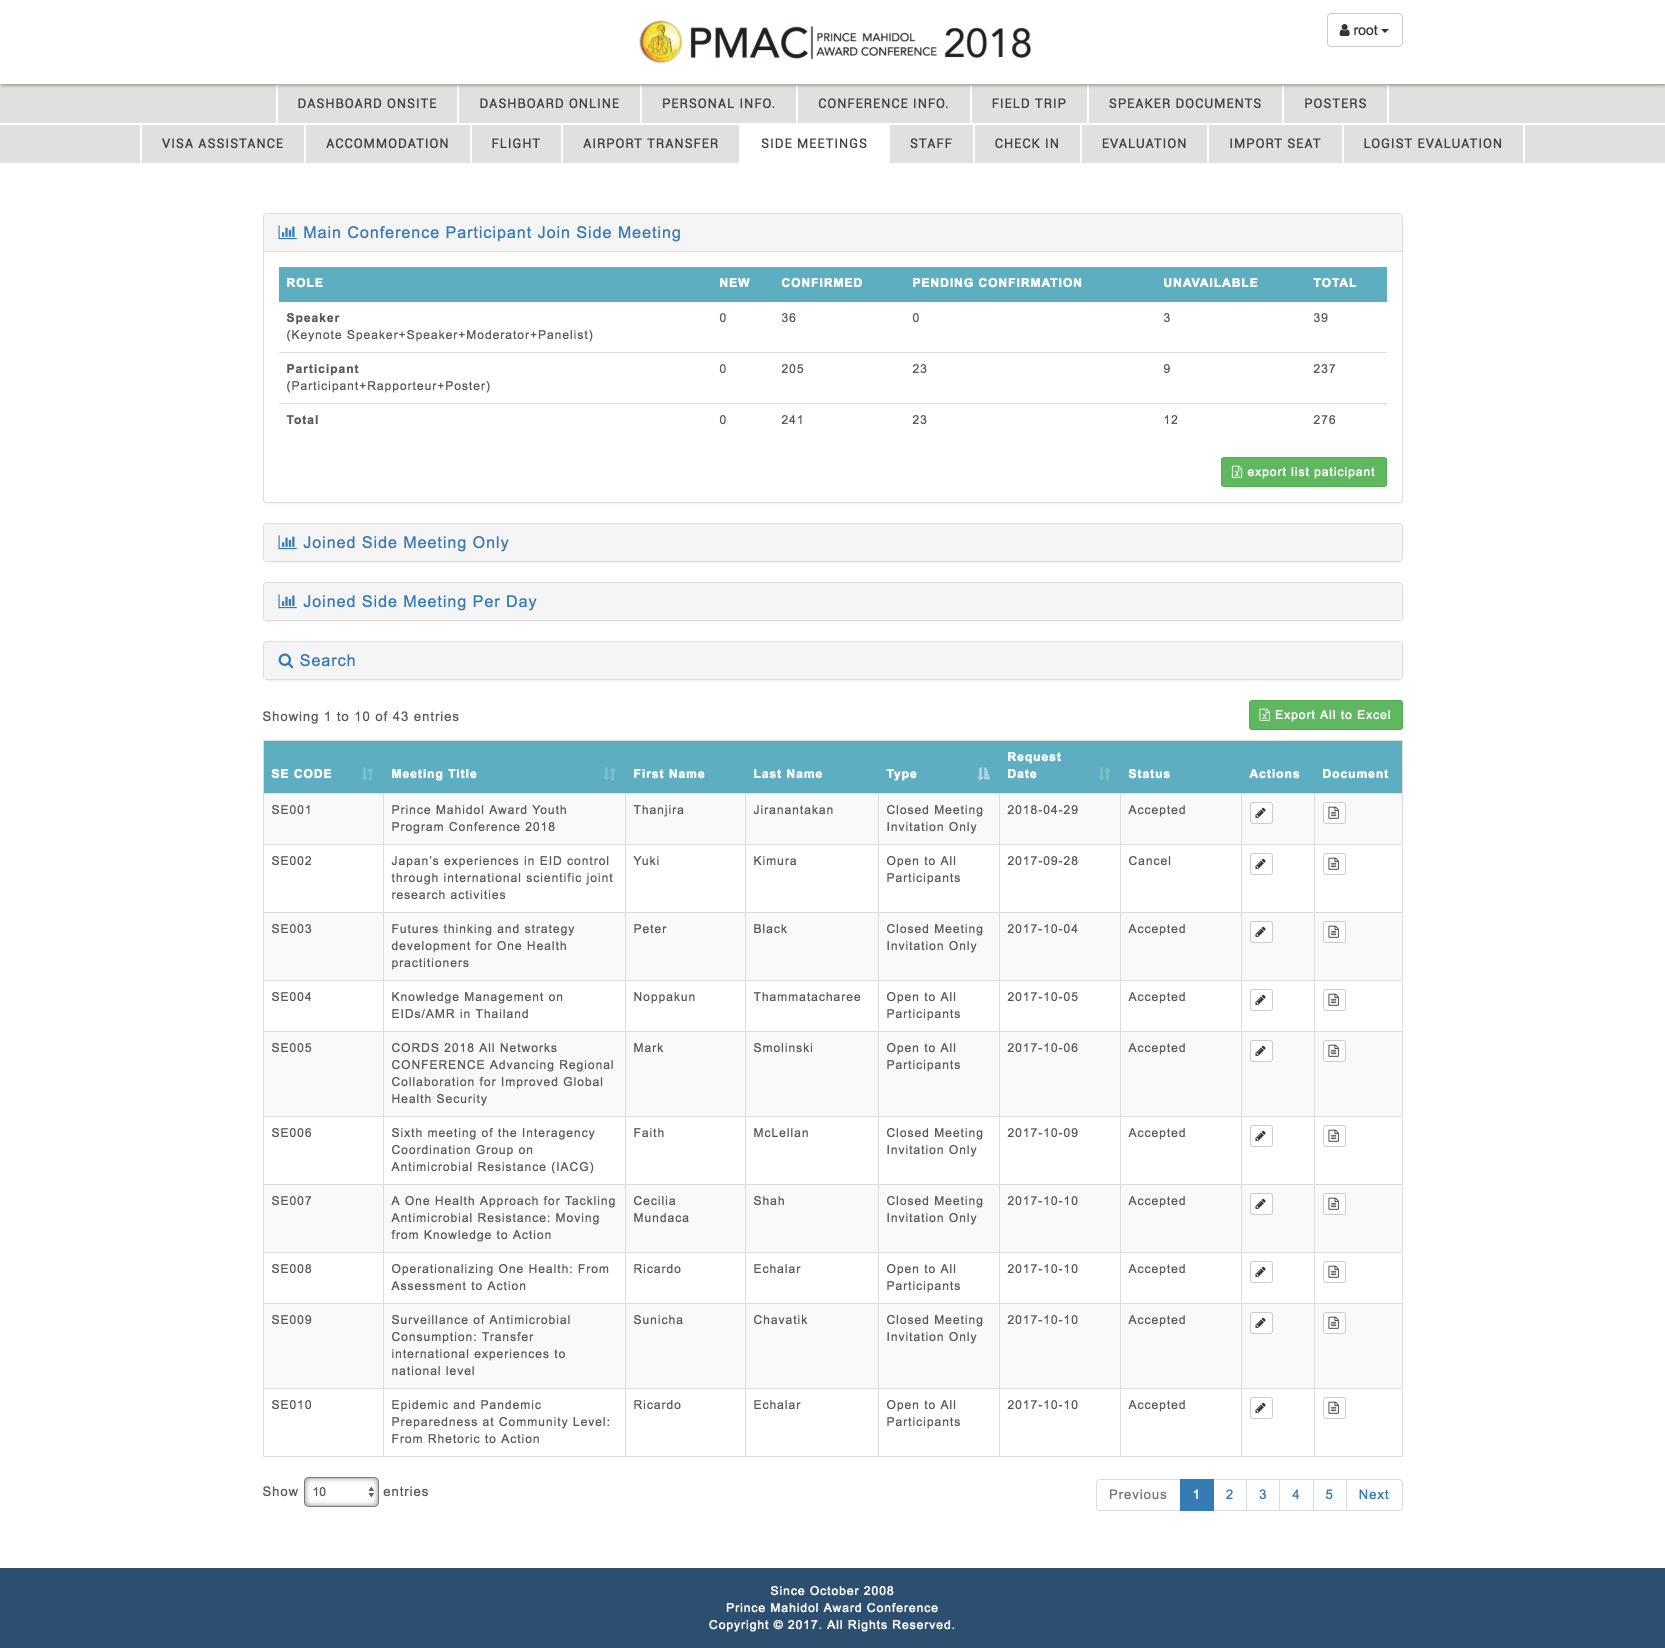 PMAC PRINCE MAHIDOL AWARD CONFERENCE 2018
root
DASHBOARD ONSITE DASHBOARD ONLINE PERSONAL INFO. CONFERENCE INFO. FIELD TRIP SPEAKER DOCUMENTS POSTERS
VISA ASSISTANCE ACCOMMODATION FLIGHT AIRPORT TRANSFER SIDE MEETINGS STAFF CHECK IN EVALUATION IMPORT SEAT LOGIST EVALUATION
Main Conference Participant Join Side Meeting
ROLE NEW CONFIRMED PENDING CONFIRMATION UNAVAILABLE TOTAL
Speaker 0 36 0 3 39
(Keynote Speaker+Speaker+Moderator+Panelist)
Participant 0 205 23 9 237
(Participant+Rapporteur+Poster)
Total 0 241 23 12 276
export list paticipant
Joined Side Meeting Only
Joined Side Meeting Per Day
Search
Showing 1 to 10 of 43 entries
Export All to Excel
SE CODE Meeting Title First Name Last Name Type Request Date Status Actions Document
SE001 Prince Mahidol Award Youth Thanjira Jiranantakan Closed Meeting 2018-04-29 Accepted
Program Conference 2018 Invitation Only
SE002 Japan's experiences in EID control Yuki Kimura Open to All 2017-09-28 Cancel
through international scientific joint Participants
research activities
SE003 Futures thinking and strategy Peter Black Closed Meeting 2017-10-04 Accepted
development for One Health Invitation Only
practitioners
SE004 Knowledge Management on Noppakun Thammatacharee Open to All 2017-10-05 Accepted
EIDs/AMR in Thailand Participants
SE005 CORDS 2018 All Networks Mark Smolinski Open to All 2017-10-06 Accepted
CONFERENCE Advancing Regional Participants
Collaboration for Improved Global
Health Security
SE006 Sixth meeting of the Interagency Faith McLellan Closed Meeting 2017-10-09 Accepted
Coordination Group on Invitation Only
Antimicrobial Resistance (IACG)
SE007 A One Health Approach for Tackling Cecilia Shah Closed Meeting 2017-10-10 Accepted
Antimicrobial Resistance: Moving Mundaca Invitation Only
from Knowledge to Action
SE008 Operationalizing One Health: From Ricardo Echalar Open to All 2017-10-10 Accepted
Assessment to Action Participants
SE009 Surveillance of Antimicrobial Sunicha Chavatik Closed Meeting 2017-10-10 Accepted
Consumption: Transfer Invitation Only
international experiences to
national level
SE010 Epidemic and Pandemic Ricardo Echalar Open to All 2017-10-10 Accepted
Preparedness at Community Level: Participants
From Rhetoric to Action
Show 10 entries
Previous 1 2 3 4 5 Next
Since October 2008
Prince Mahidol Award Conference
Copyright © 2017. All Rights Reserved.